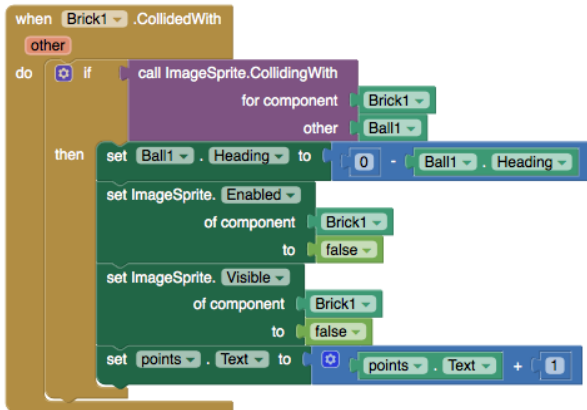 when Brick1 .CollidedWith
other
do if call ImageSprite.CollidingWith
for component Brick1
other Ball1
then set Ball1 . Heading to 0 - Ball1 . Heading
set ImageSprite. Enabled
of component Brick1
to false
set ImageSprite. Visible
of component Brick1
to false
set points . Text to points . Text + 1